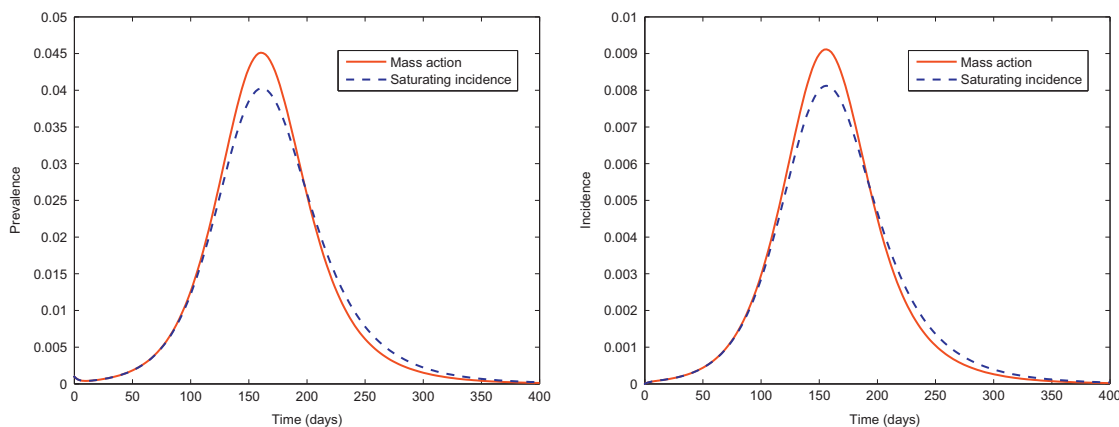 0.05
0.045
0.04
0.035
0.03
0.025
0.02
0.015
0.01
0.005
0
Prevalence
Mass action
Saturating incidence
0 50 100 150 200 250 300 350 400
Time (days)
0.01
0.009
0.008
0.007
0.006
0.005
0.004
0.003
0.002
0.001
0
Incidence
Mass action
Saturating incidence
0 50 100 150 200 250 300 350 400
Time (days)